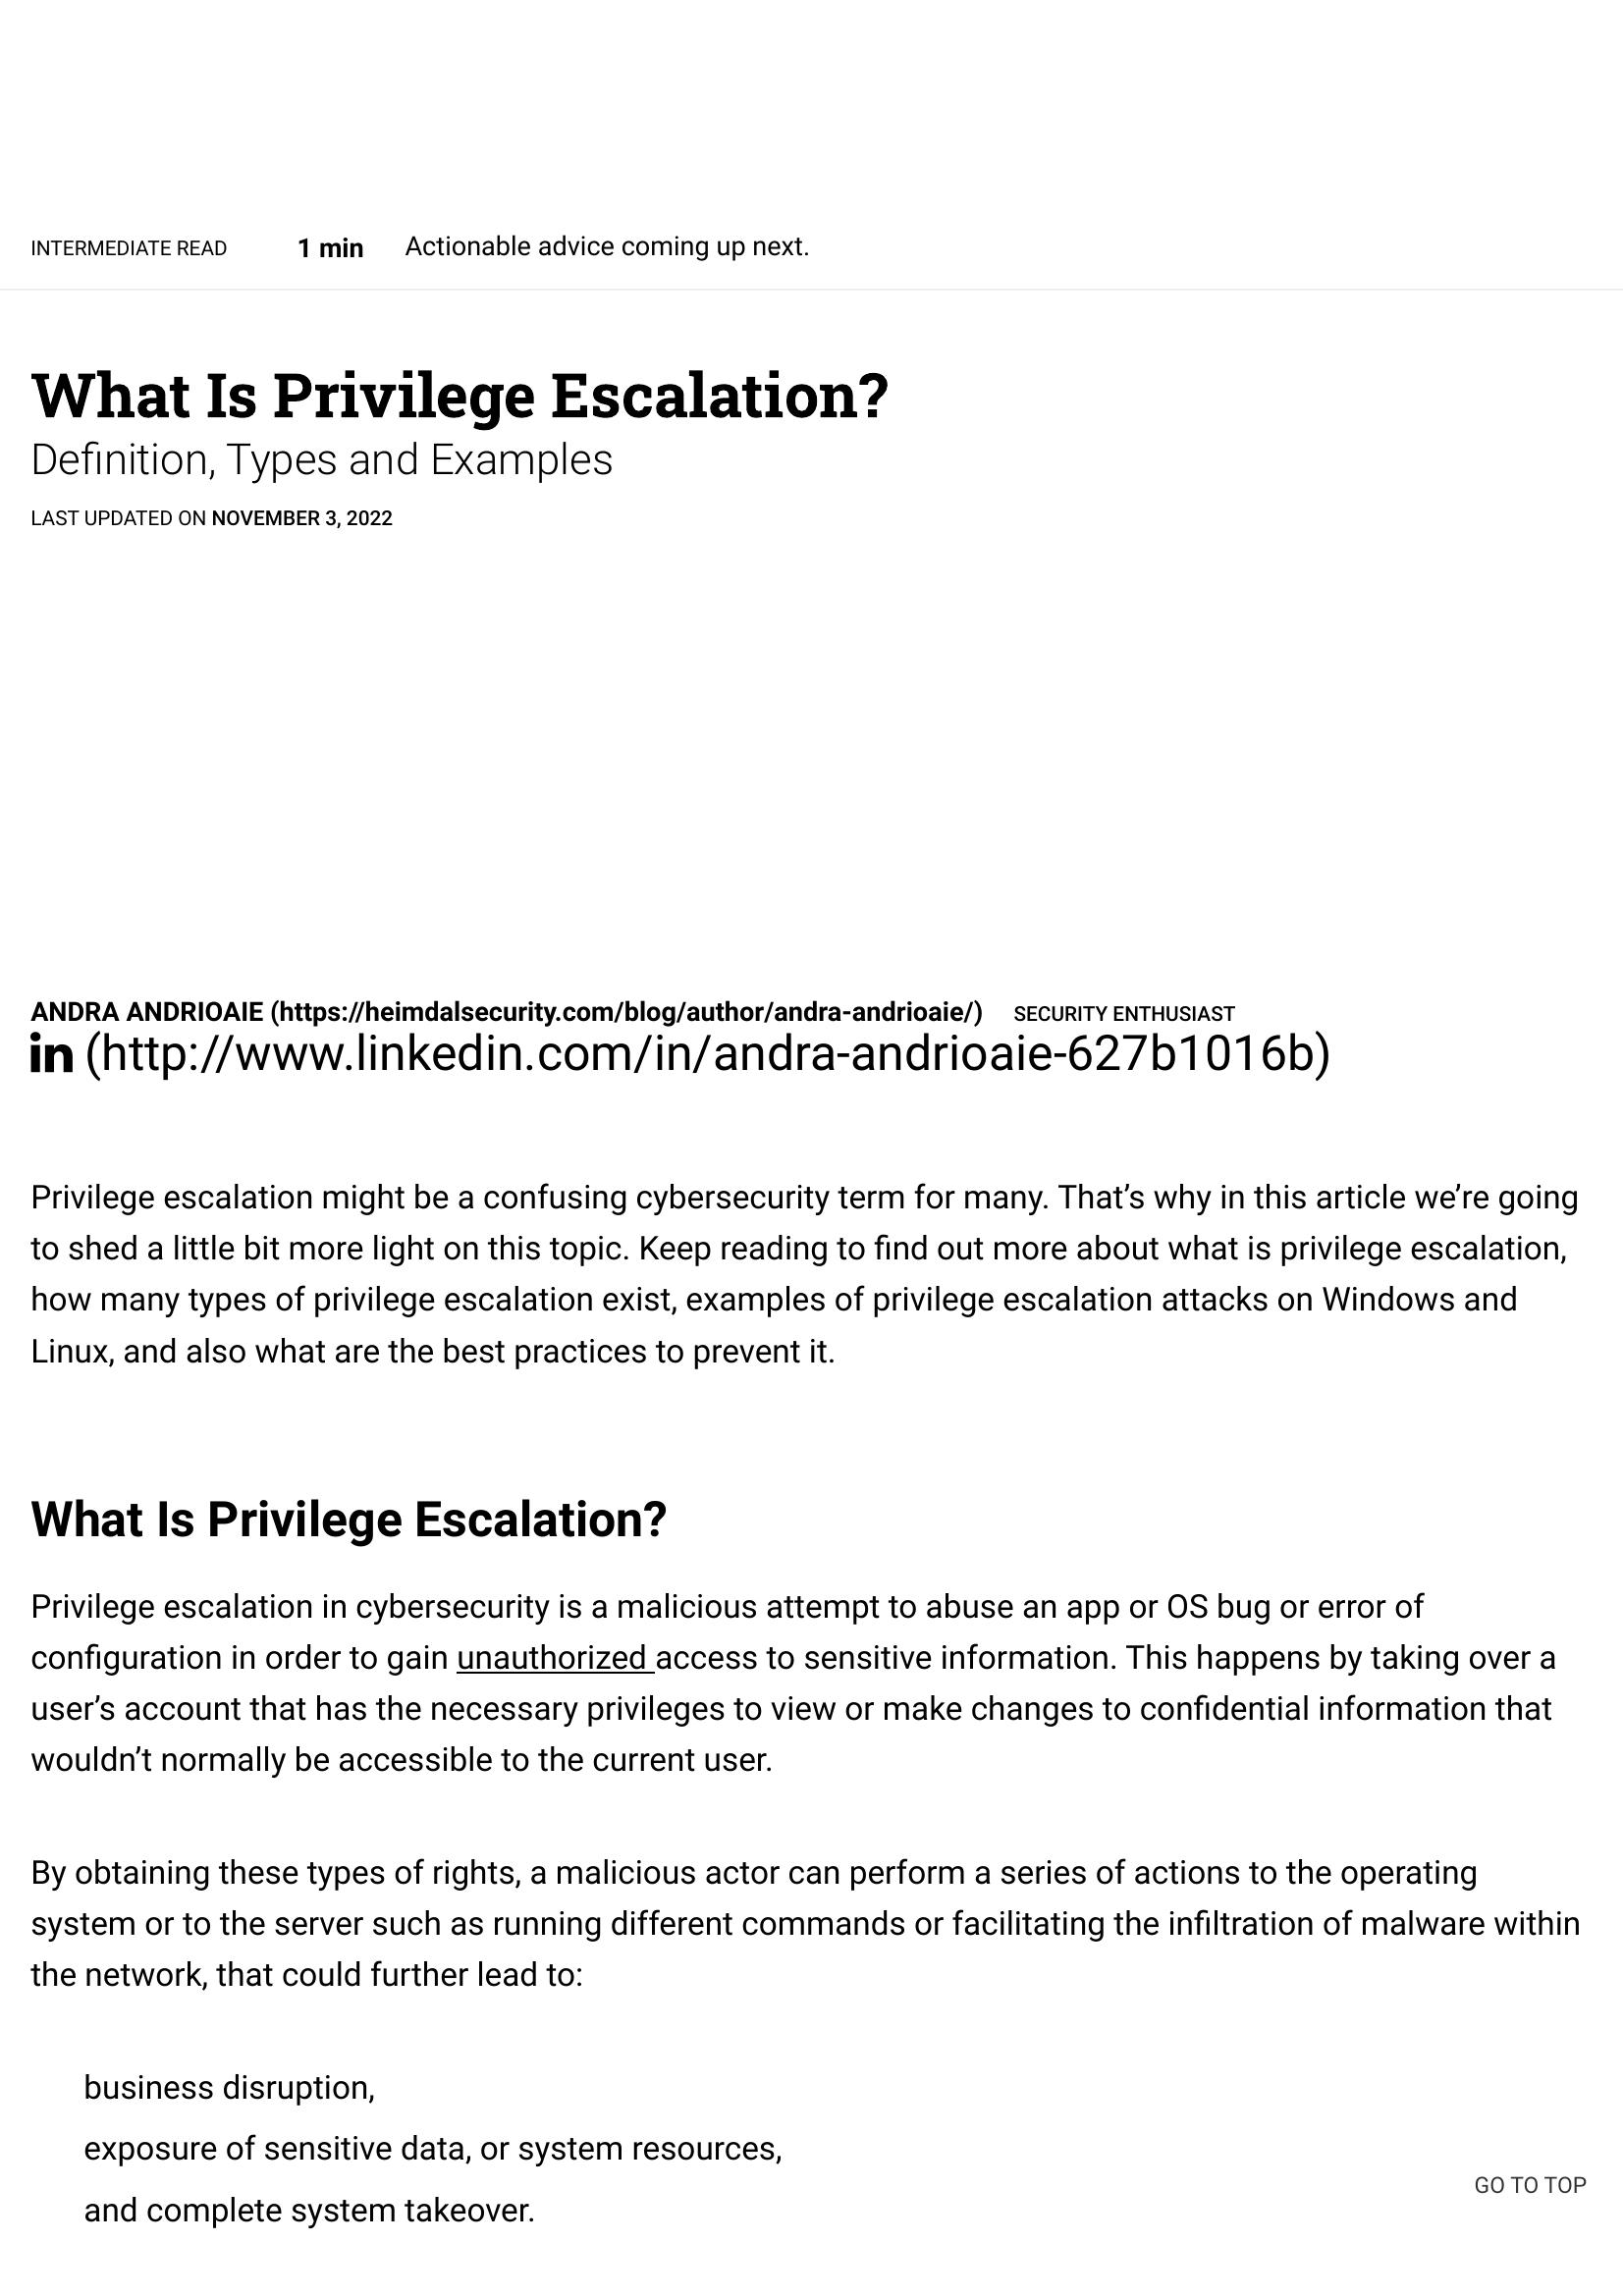 INTERMEDIATE READ 1 min Actionable advice coming up next.
What Is Privilege Escalation?
Definition, Types and Examples
LAST UPDATED ON NOVEMBER 3, 2022
ANDRA ANDRIOAIE (https://heimdalsecurity.com/blog/author/andra-andrioaie/) SECURITY ENTHUSIAST
in (http://www.linkedin.com/in/andra-andrioaie-627b1016b)
Privilege escalation might be a confusing cybersecurity term for many. That’s why in this article we’re going
to shed a little bit more light on this topic. Keep reading to find out more about what is privilege escalation,
how many types of privilege escalation exist, examples of privilege escalation attacks on Windows and
Linux, and also what are the best practices to prevent it.
What Is Privilege Escalation?
Privilege escalation in cybersecurity is a malicious attempt to abuse an app or OS bug or error of
configuration in order to gain unauthorized access to sensitive information. This happens by taking over a
user’s account that has the necessary privileges to view or make changes to confidential information that
wouldn’t normally be accessible to the current user.
By obtaining these types of rights, a malicious actor can perform a series of actions to the operating
system or to the server such as running different commands or facilitating the infiltration of malware within
the network, that could further lead to:
business disruption,
exposure of sensitive data, or system resources,
and complete system takeover.
GO TO TOP